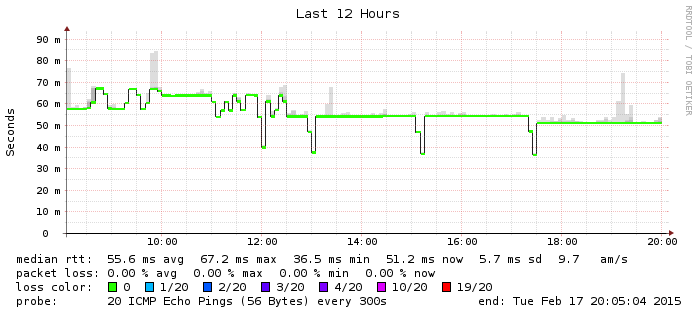 Last 12 Hours
RRDTOOL / TOBI OETIKER
Seconds
90 m
80 m
70 m
60 m
50 m
40 m
30 m
20 m
10 m
0
10:00 12:00 14:00 16:00 18:00 20:00
median rtt: 55.6 ms avg 67.2 ms max 36.5 ms min 51.2 ms now 5.7 ms sd 9.7 am/s
packet loss: 0.00 % avg 0.00 % max 0.00 % min 0.00 % now
loss color: 0 1/20 2/20 3/20 4/20 10/20 19/20
probe: 20 ICMP Echo Pings (56 Bytes) every 300s end: Tue Feb 17 20:05:04 2015